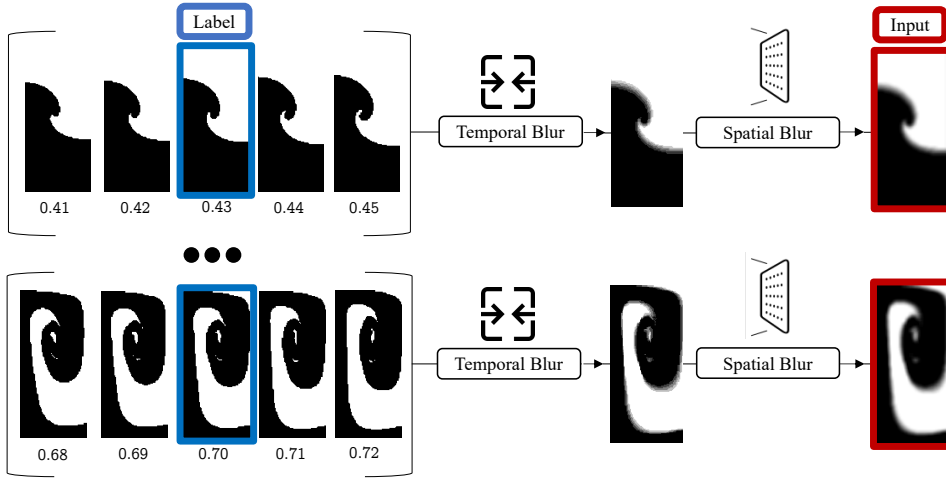 Label
Input
Temporal Blur
Spatial Blur
0.41
0.42
0.43
0.44
0.45
Temporal Blur
Spatial Blur
0.68
0.69
0.70
0.71
0.72